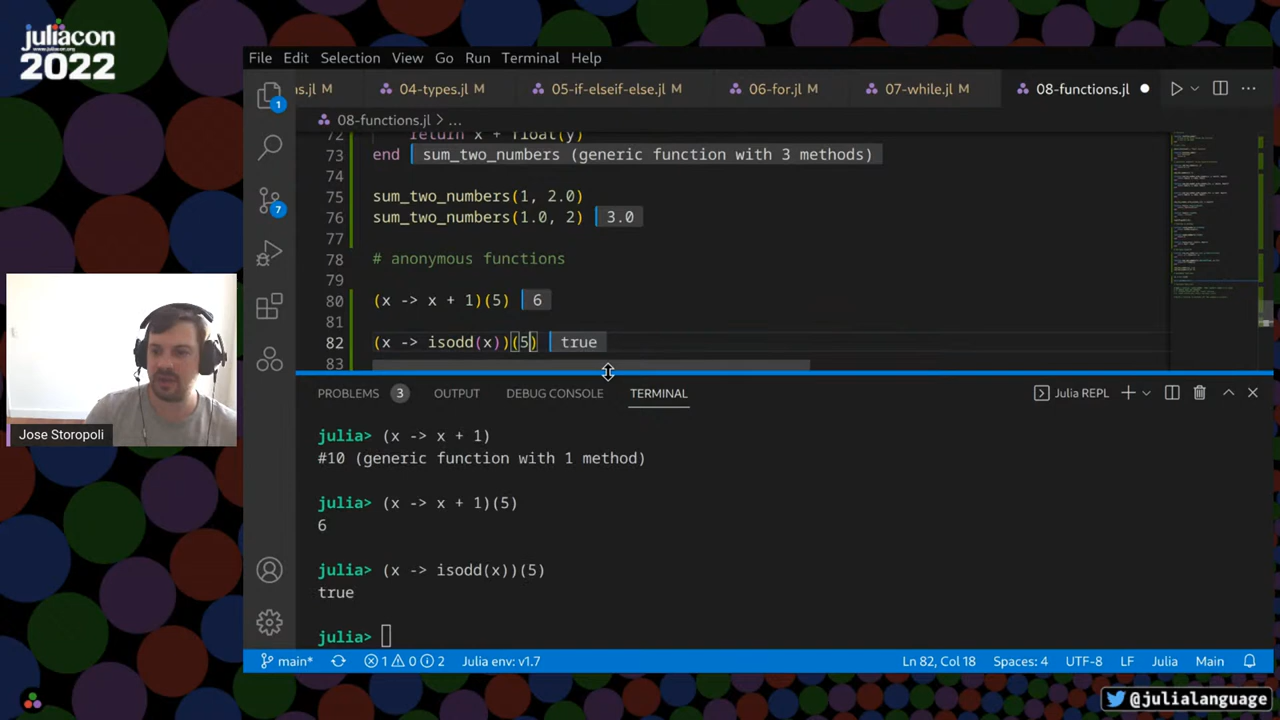 juliacon
www.juliacon.org
2022
File Edit Selection View Go Run Terminal Help
ns.jl M 04-types.jl M 05-if-elseif-else.jl M 06-for.jl M 07-while.jl M 08-functions.jl
08-functions.jl > ...
72 return x + float(y)
73 end sum_two_numbers (generic function with 3 methods)
74
75 sum_two_numbers(1, 2.0)
76 sum_two_numbers(1.0, 2) 3.0
77
78 # anonymous functions
79
80 (x -> x + 1)(5) 6
81
82 (x -> isodd(x))(5) true
83
1
7
Jose Storopoli
PROBLEMS 3 OUTPUT DEBUG CONSOLE TERMINAL Julia REPL
julia> (x -> x + 1)
#10 (generic function with 1 method)
julia> (x -> x + 1)(5)
6
julia> (x -> isodd(x))(5)
true
julia>
main* 1 0 2 Julia env: v1.7 Ln 82, Col 18 Spaces: 4 UTF-8 LF Julia Main
@julialanguage